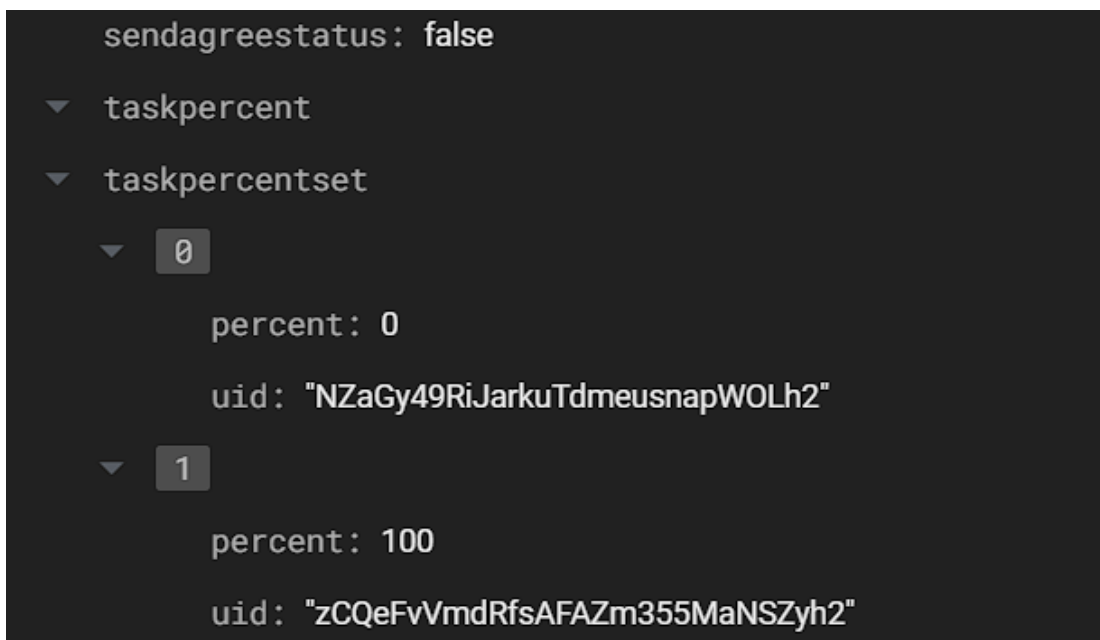 sendagreestatus: false
taskpercent
taskpercentset
0
percent: 0
uid: "NZaGy49RiJarkuTdmeusnapWOLh2"
1
percent: 100
uid: "zCQeFvVmdRfsAFAZm355MaNSZyh2"